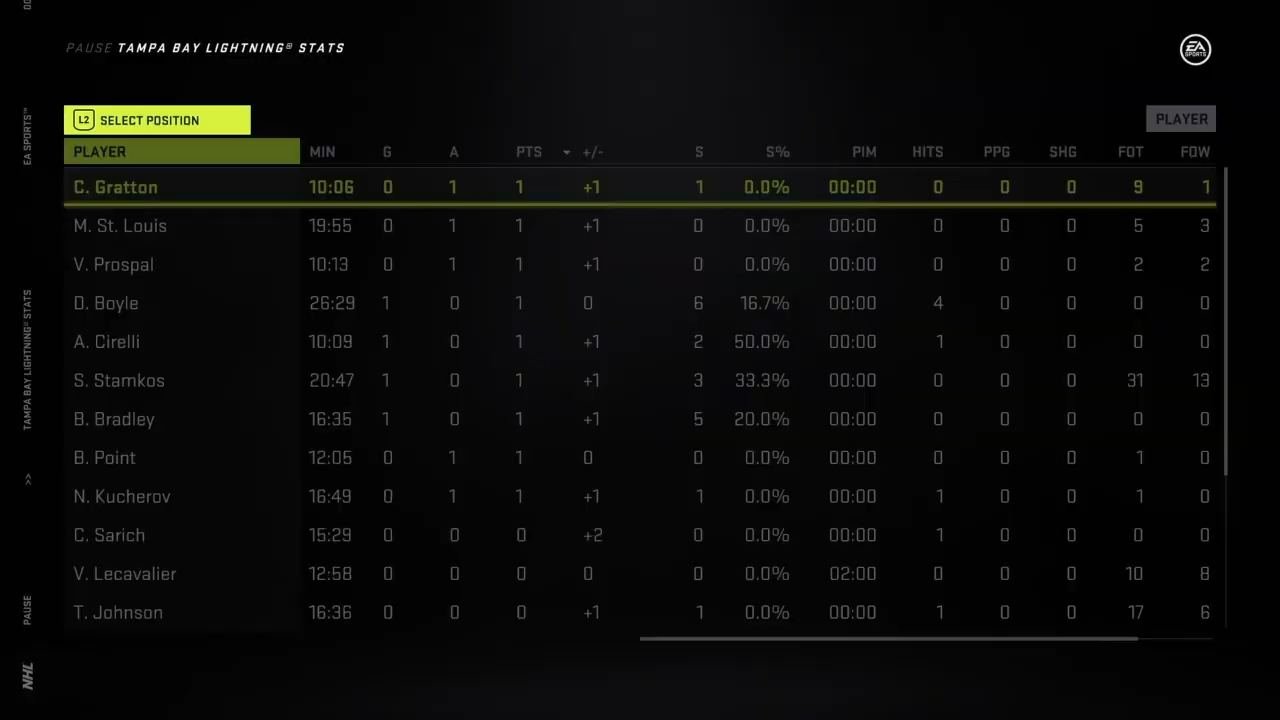 PAUSE TAMPA BAY LIGHTNING® STATS
EA SPORTS
L2 SELECT POSITION
PLAYER
PLAYER MIN G A PTS +/- S S% PIM HITS PPG SHG FOT FOW
C. Gratton 10:06 0 1 1 +1 1 0.0% 00:00 0 0 0 9 1
M. St. Louis 19:55 0 1 1 +1 0 0.0% 00:00 0 0 0 5 3
V. Prospal 10:13 0 1 1 +1 0 0.0% 00:00 0 0 0 2 2
D. Boyle 26:29 1 0 1 0 6 16.7% 00:00 4 0 0 0 0
A. Cirelli 10:09 1 0 1 +1 2 50.0% 00:00 1 0 0 0 0
S. Stamkos 20:47 1 0 1 +1 3 33.3% 00:00 0 0 0 31 13
B. Bradley 16:35 1 0 1 +1 5 20.0% 00:00 0 0 0 0 0
B. Point 12:05 0 1 1 0 0 0.0% 00:00 0 0 0 1 0
N. Kucherov 16:49 0 1 1 +1 1 0.0% 00:00 1 0 0 1 0
C. Sarich 15:29 0 0 0 +2 0 0.0% 00:00 1 0 0 0 0
V. Lecavalier 12:58 0 0 0 0 0 0.0% 02:00 0 0 0 10 8
T. Johnson 16:36 0 0 0 +1 1 0.0% 00:00 1 0 0 17 6
EA SPORTS™
TAMPA BAY LIGHTNING® STATS
>>
PAUSE
NHL